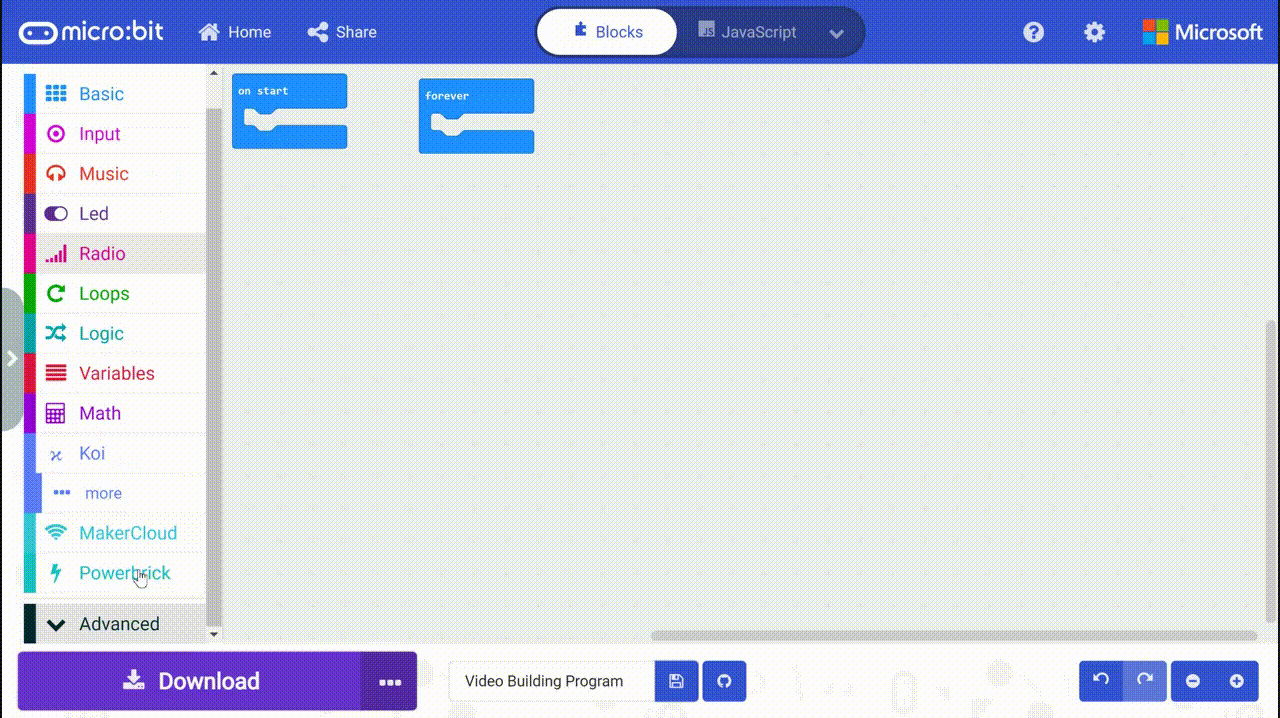 micro:bit
Home
Share
Blocks
JS
JavaScript
Microsoft
Basic
Input
Music
Led
Radio
Loops
Logic
Variables
Math
Koi
more
MakerCloud
Powerbrick
Advanced
on start
forever
Download
Video Building Program